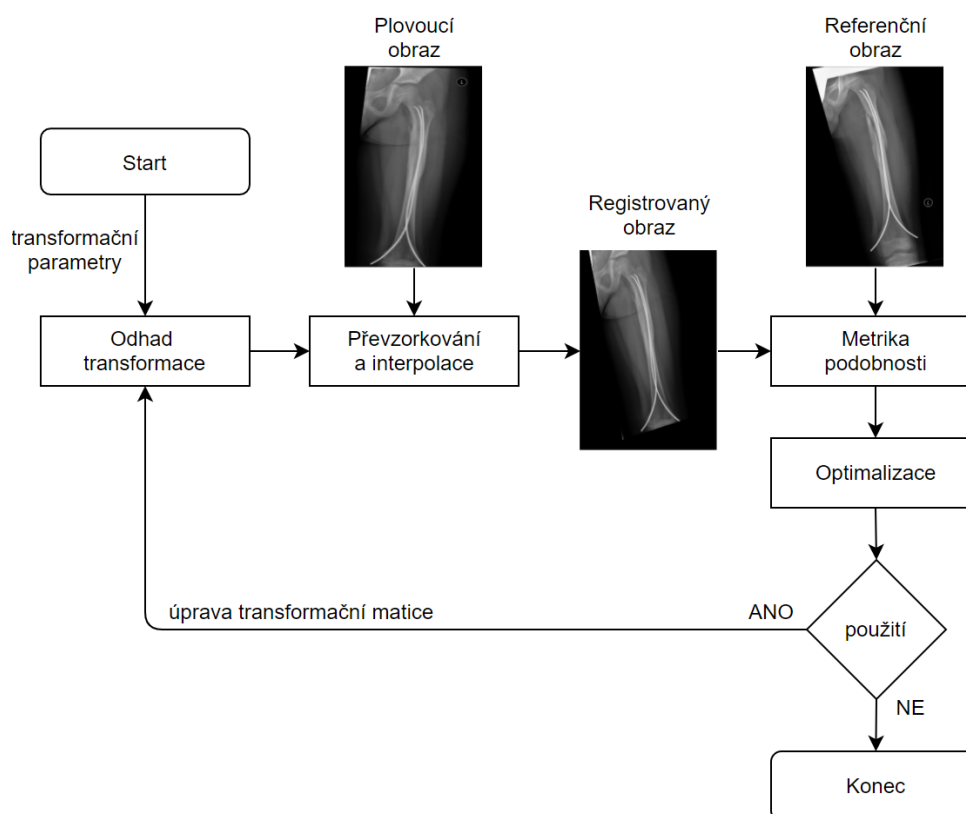 Plovoucí
obraz
Referenční
obraz
Start
Registrovaný
obraz
transformační
parametry
Odhad
transformace
Převzorkování
a interpolace
Metrika
podobnosti
Optimalizace
úprava transformační matice
ANO
použití
NE
Konec